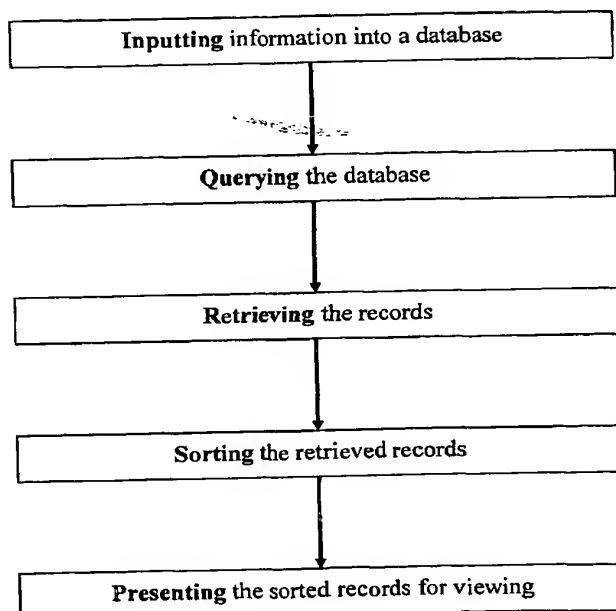 Inputting information into a database
Querying the database
Retrieving the records
Sorting the retrieved records
Presenting the sorted records for viewing